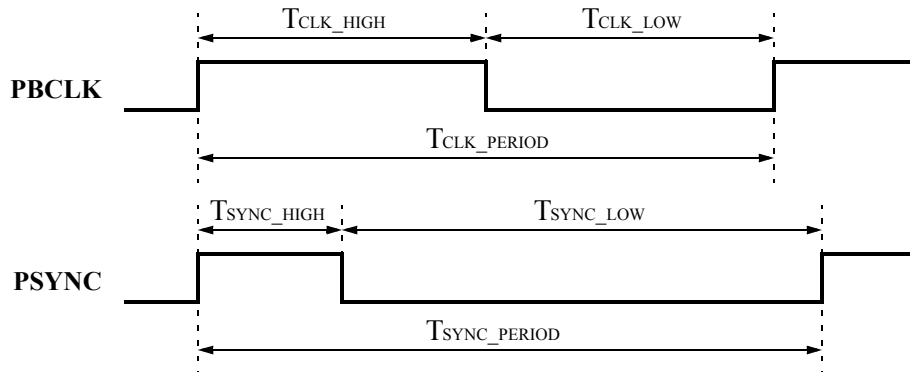 TCLK_HIGH TCLK_LOW
PBCLK
TCLK_PERIOD
TSYNC_HIGH TSYNC_LOW
PSYNC
TSYNC_PERIOD